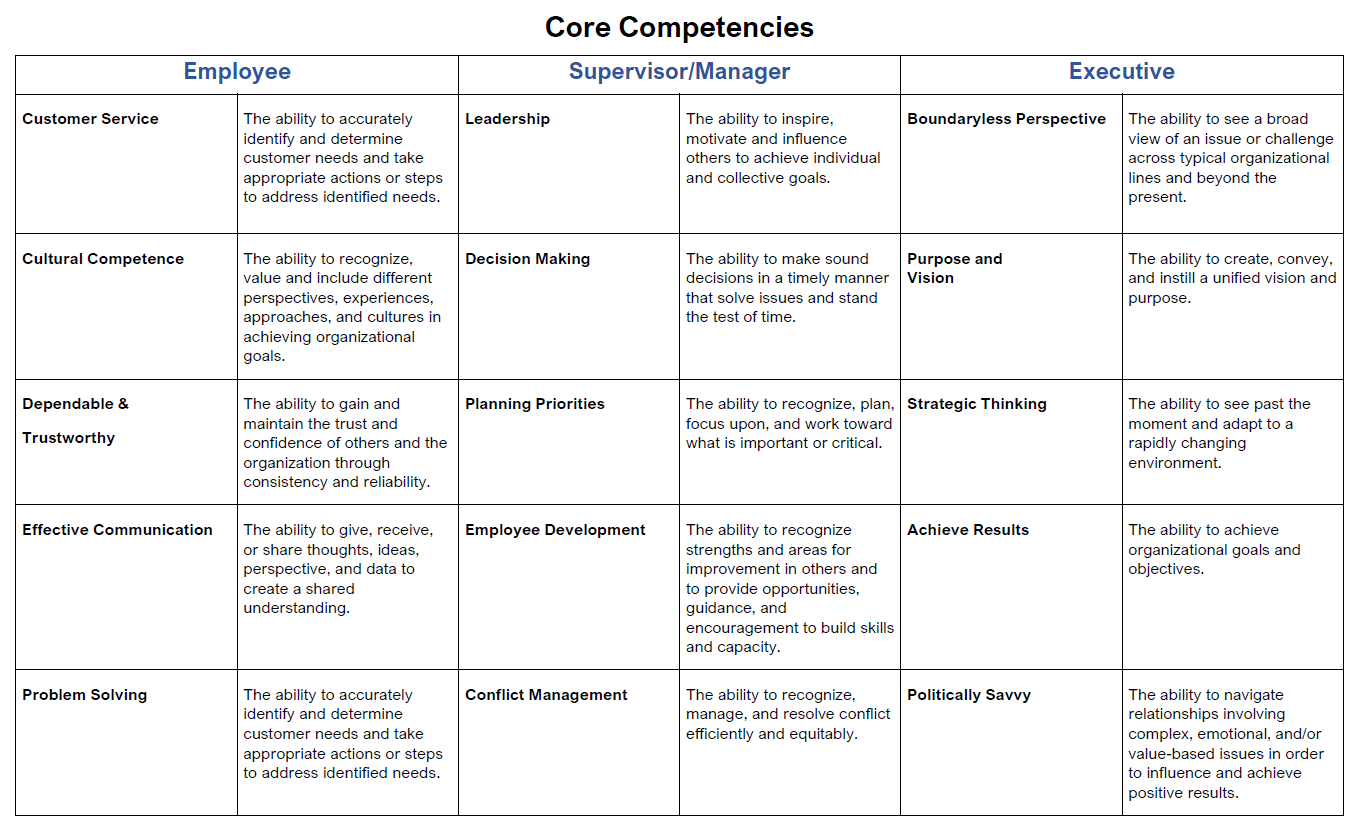 Core Competencies
Employee
Supervisor/Manager
Executive
Customer Service
The ability to accurately
identify and determine
customer needs and take
appropriate actions or steps
to address identified needs.
Leadership
The ability to inspire,
motivate and influence
others to achieve individual
and collective goals.
Boundaryless Perspective
The ability to see a broad
view of an issue or challenge
across typical organizational
lines and beyond the
present.
Cultural Competence
The ability to recognize,
value and include different
perspectives, experiences,
approaches, and cultures in
achieving organizational
goals.
Decision Making
The ability to make sound
decisions in a timely manner
that solve issues and stand
the test of time.
Purpose and
Vision
The ability to create, convey,
and instill a unified vision and
purpose.
Dependable &
Trustworthy
The ability to gain and
maintain the trust and
confidence of others and the
organization through
consistency and reliability.
Planning Priorities
The ability to recognize, plan,
focus upon, and work toward
what is important or critical.
Strategic Thinking
The ability to see past the
moment and adapt to a
rapidly changing
environment.
Effective Communication
The ability to give, receive,
or share thoughts, ideas,
perspective, and data to
create a shared
understanding.
Employee Development
The ability to recognize
strengths and areas for
improvement in others and
to provide opportunities,
guidance, and
encouragement to build skills
and capacity.
Achieve Results
The ability to achieve
organizational goals and
objectives.
Problem Solving
The ability to accurately
identify and determine
customer needs and take
appropriate actions or steps
to address identified needs.
Conflict Management
The ability to recognize,
manage, and resolve conflict
efficiently and equitably.
Politically Savvy
The ability to navigate
relationships involving
complex, emotional, and/or
value-based issues in order
to influence and achieve
positive results.